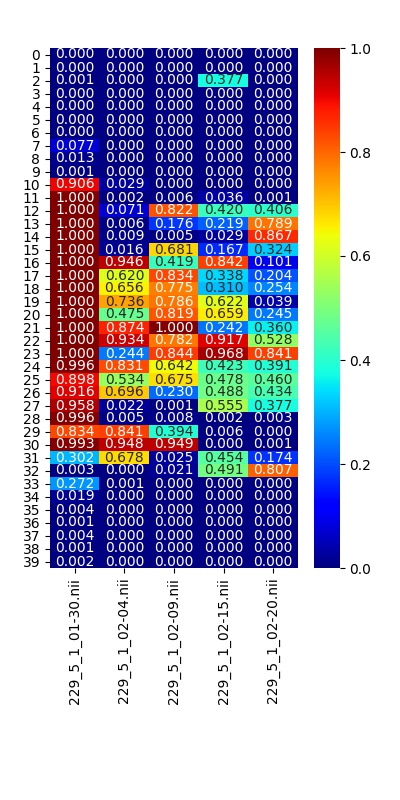 0 0.000 0.000 0.000 0.000 0.000
1 0.000 0.000 0.000 0.000 0.000
2 0.001 0.000 0.000 0.377 0.000
3 0.000 0.000 0.000 0.000 0.000
4 0.000 0.000 0.000 0.000 0.000
5 0.000 0.000 0.000 0.000 0.000
6 0.000 0.000 0.000 0.000 0.000
7 0.077 0.000 0.000 0.000 0.000
8 0.013 0.000 0.000 0.000 0.000
9 0.001 0.000 0.000 0.000 0.000
10 0.906 0.029 0.000 0.000 0.000
11 1.000 0.002 0.006 0.036 0.001
12 1.000 0.071 0.822 0.420 0.406
13 1.000 0.006 0.176 0.219 0.789
14 1.000 0.009 0.005 0.029 0.867
15 1.000 0.016 0.681 0.167 0.324
16 1.000 0.946 0.419 0.842 0.101
17 1.000 0.620 0.834 0.338 0.204
18 1.000 0.656 0.775 0.310 0.254
19 1.000 0.736 0.786 0.622 0.039
20 1.000 0.475 0.819 0.659 0.245
21 1.000 0.874 1.000 0.242 0.360
22 1.000 0.934 0.782 0.917 0.528
23 1.000 0.244 0.844 0.968 0.841
24 0.996 0.831 0.642 0.423 0.391
25 0.898 0.534 0.675 0.478 0.460
26 0.916 0.696 0.230 0.488 0.434
27 0.958 0.022 0.001 0.555 0.377
28 0.996 0.005 0.008 0.002 0.003
29 0.834 0.841 0.394 0.006 0.000
30 0.993 0.948 0.949 0.000 0.001
31 0.302 0.678 0.000 0.454 0.174
32 0.003 0.000 0.021 0.491 0.807
33 0.272 0.001 0.000 0.000 0.000
34 0.019 0.000 0.000 0.000 0.000
35 0.004 0.000 0.000 0.000 0.000
36 0.001 0.000 0.000 0.000 0.000
37 0.004 0.000 0.000 0.000 0.000
38 0.001 0.000 0.000 0.000 0.000
39 0.002 0.000 0.000 0.000 0.000
229_5_1_01-30.nii
229_5_1_02-04.nii
229_5_1_02-09.nii
229_5_1_02-15.nii
229_5_1_02-20.nii
1.0
0.8
0.6
0.4
0.2
0.0